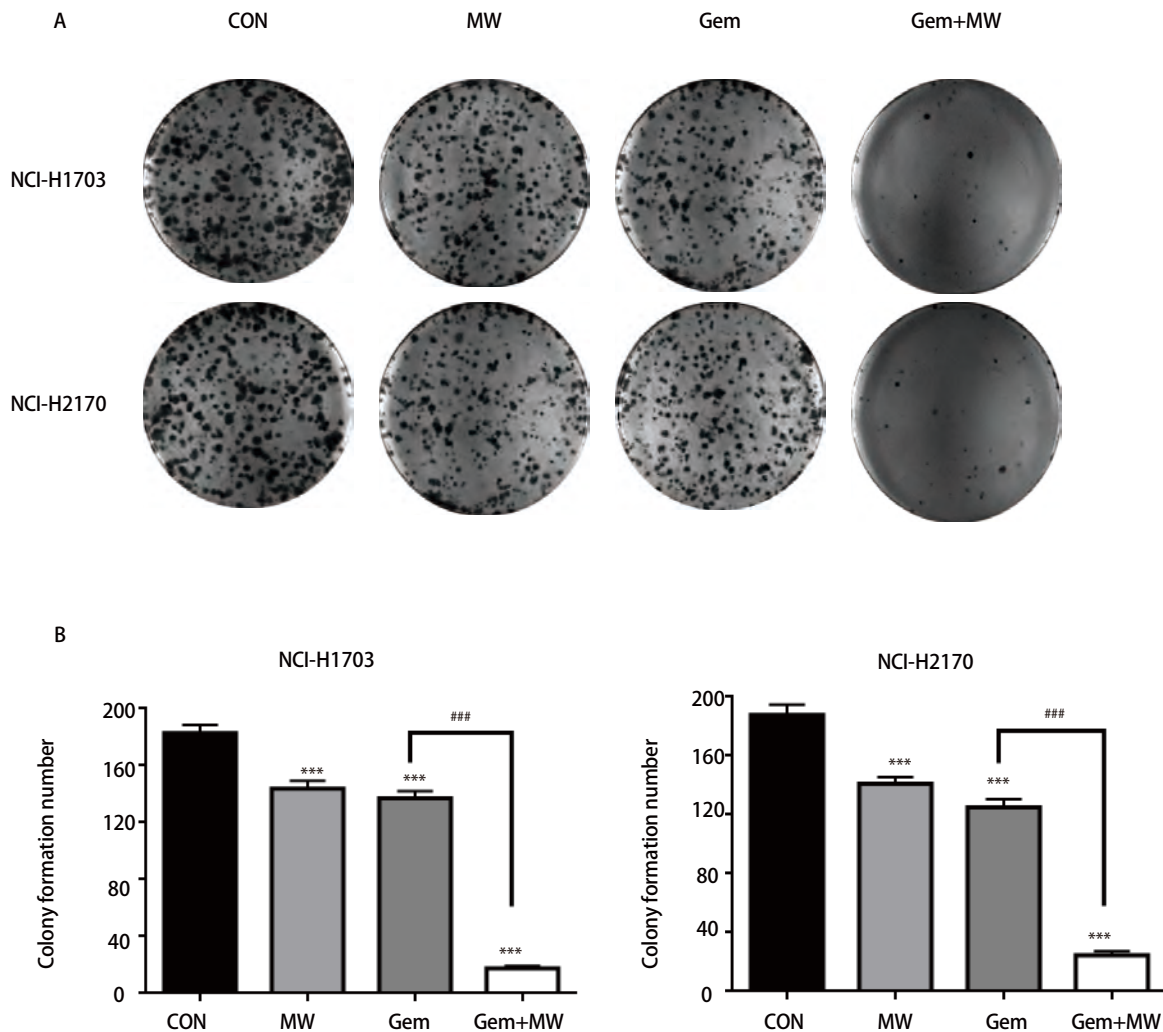 A CON MW Gem Gem+MW
NCI-H1703
NCI-H2170
B
NCI-H1703
Colony formation number
200
160
120
80
40
0
###
***
***
***
CON MW Gem Gem+MW
NCI-H2170
Colony formation number
200
160
120
80
40
0
###
***
***
***
CON MW Gem Gem+MW